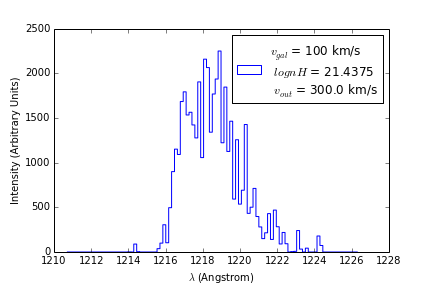 2500
2000
1500
1000
500
0
Intensity (Arbitrary Units)
v_gal = 100 km/s
lognH = 21.4375
v_out = 300.0 km/s
1210 1212 1214 1216 1218 1220 1222 1224 1226 1228
λ (Angstrom)